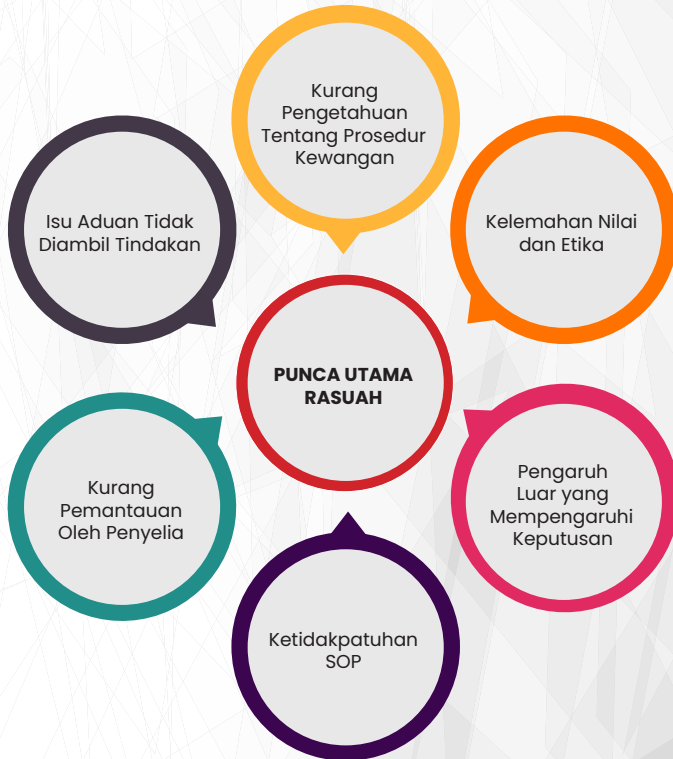 Kurang
Pengetahuan
Tentang Prosedur
Kewangan
Isu Aduan Tidak
Diambil Tindakan
Kelemahan Nilai
dan Etika
PUNCA UTAMA
RASUAH
Kurang
Pemantauan
Oleh Penyelia
Pengaruh
Luar yang
Mempengaruhi
Keputusan
Ketidakpatuhan
SOP